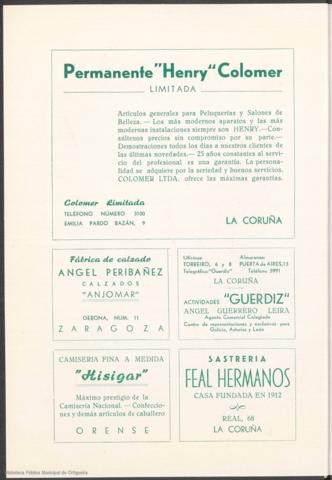 Permanente "Henry" Colomer
LIMITADA
Artículos generales para Peluquerías y Salones de
Belleza. — Los más modernos aparatos y las más
modernas instalaciones siempre son HENRY.—Con-
súltenos precios sin compromiso por su parte.—
Demostraciones todos los días a nuestros clientes de
las últimas novedades.— 25 años constantes al servi-
cio del profesional es una garantía. La persona-
lidad se adquiere por la seriedad y buenos servicios.
COLOMER LTDA. ofrece las máximas garantías.
Colomer Limitada
TELÉFONO NÚMERO 3100
EMILIA PARDO BAZÁN, 9
LA CORUÑA
Fábrica de calzado
ANGEL PERIBAÑEZ
CALZADOS
"ANJOMAR"
GERONA, NUM. 11
ZARAGOZA
Oficinas: Almacenes:
TORREIRO, 6 y 8 PUERTA de AIRES, 13
Telegráfico: "Guerdiz" Teléfono 5991
LA CORUÑA
ACTIVIDADES "GUERDIZ"
ANGEL GUERRERO LEIRA
Agente Comercial Colegiado
Centro de representaciones y exclusivas para
Galicia, Asturias y León
CAMISERIA FINA A MEDIDA
"Hisigar"
Máximo prestigio de la
Camisería Nacional. — Confeccio-
nes y demás artículos de caballero
ORENSE
SASTRERIA
FEAL HERMANOS
CASA FUNDADA EN 1912
REAL, 68
LA CORUÑA
Biblioteca Pública Municipal de Ortigueira